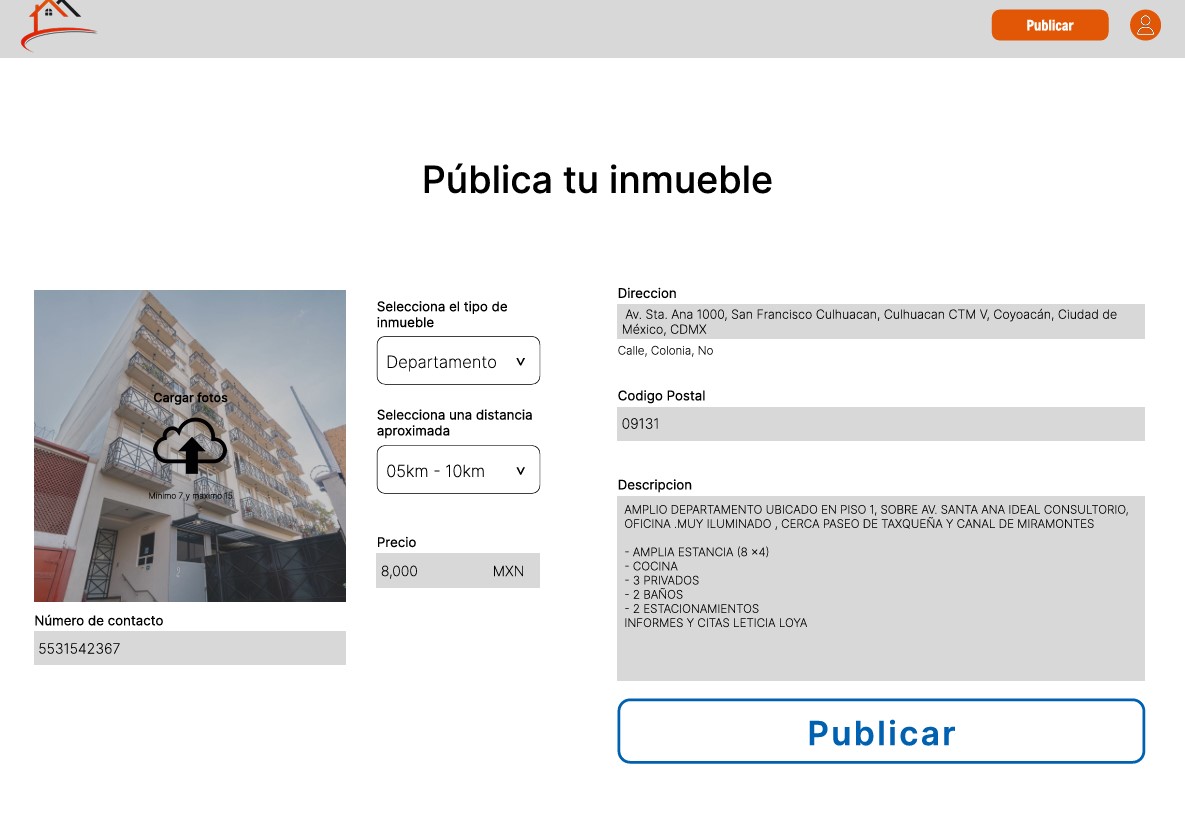 Publicar
Pública tu inmueble
Cargar fotos
Minimo 7 y maximo 15
Número de contacto
5531542367
Selecciona el tipo de
inmueble
Departamento v
Selecciona una distancia
aproximada
05km - 10km v
Precio
8,000 MXN
Direccion
Av. Sta. Ana 1000, San Francisco Culhuacan, Culhuacan CTM V, Coyoacán, Ciudad de
México, CDMX
Calle, Colonia, No
Codigo Postal
09131
Descripcion
AMPLIO DEPARTAMENTO UBICADO EN PISO 1, SOBRE AV. SANTA ANA IDEAL CONSULTORIO,
OFICINA .MUY ILUMINADO , CERCA PASEO DE TAXQUEÑA Y CANAL DE MIRAMONTES
- AMPLIA ESTANCIA (8 ×4)
- COCINA
- 3 PRIVADOS
- 2 BAÑOS
- 2 ESTACIONAMIENTOS
INFORMES Y CITAS LETICIA LOYA
Publicar